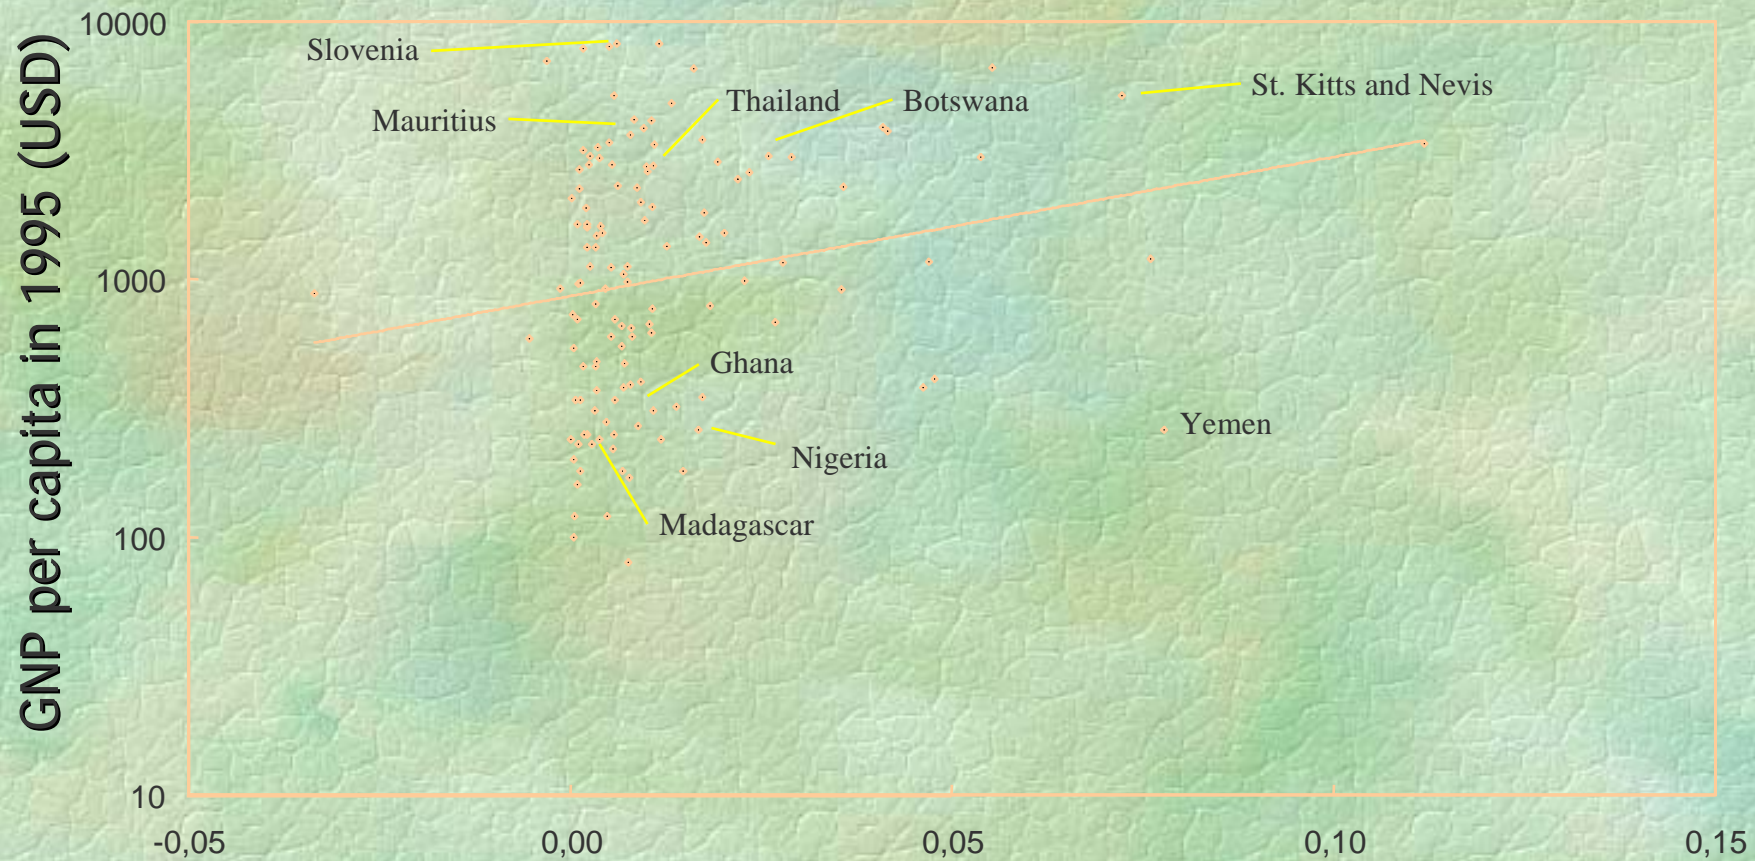 GNP per capita in 1995 (USD)
10000
1000
100
10
Slovenia
St. Kitts and Nevis
Thailand
Botswana
Mauritius
Ghana
Yemen
Nigeria
Madagascar
-0,05
0,00
0,05
0,10
0,15